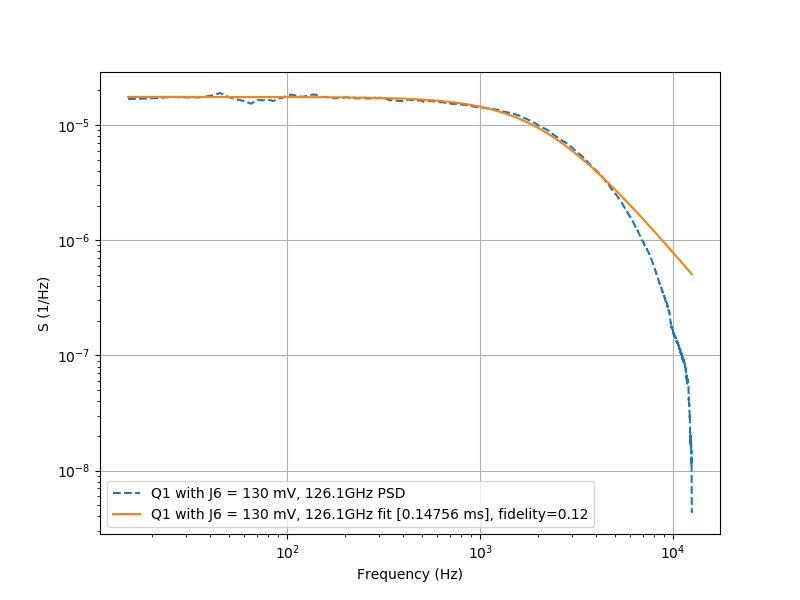 10⁻⁵
10⁻⁶
10⁻⁷
10⁻⁸
S (1/Hz)
Q1 with J6 = 130 mV, 126.1GHz PSD
Q1 with J6 = 130 mV, 126.1GHz fit [0.14756 ms], fidelity=0.12
10² 10³ 10⁴
Frequency (Hz)